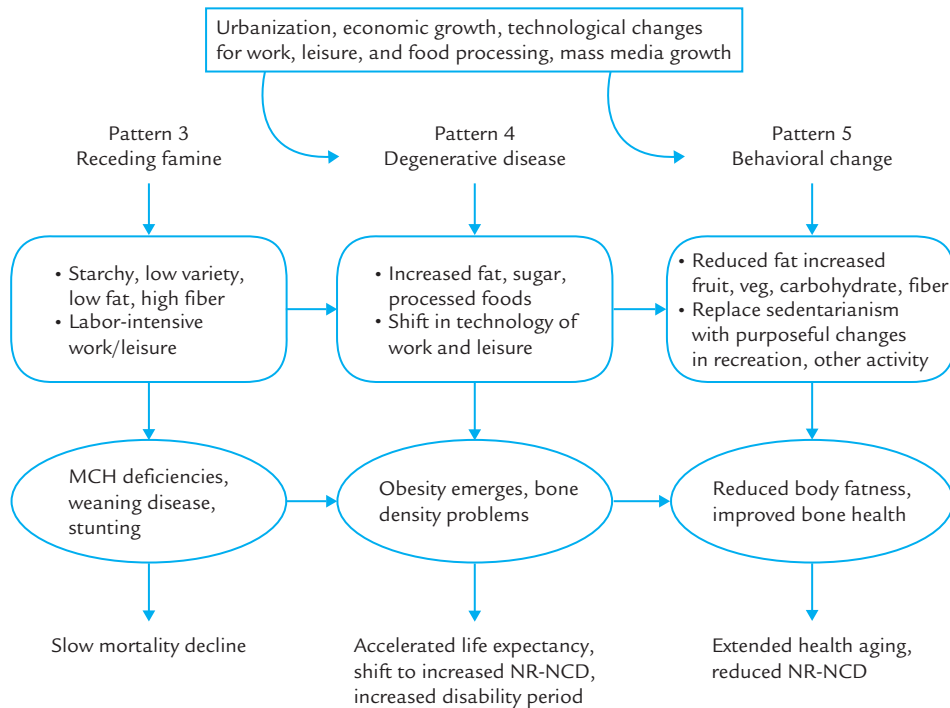 Urbanization, economic growth, technological changes
for work, leisure, and food processing, mass media growth
Pattern 3
Receding famine
Pattern 4
Degenerative disease
Pattern 5
Behavioral change
• Starchy, low variety,
low fat, high fiber
• Labor-intensive
work/leisure
• Increased fat, sugar,
processed foods
• Shift in technology of
work and leisure
• Reduced fat increased
fruit, veg, carbohydrate, fiber
• Replace sedentarianism
with purposeful changes
in recreation, other activity
MCH deficiencies,
weaning disease,
stunting
Obesity emerges, bone
density problems
Reduced body fatness,
improved bone health
Slow mortality decline
Accelerated life expectancy,
shift to increased NR-NCD,
increased disability period
Extended health aging,
reduced NR-NCD